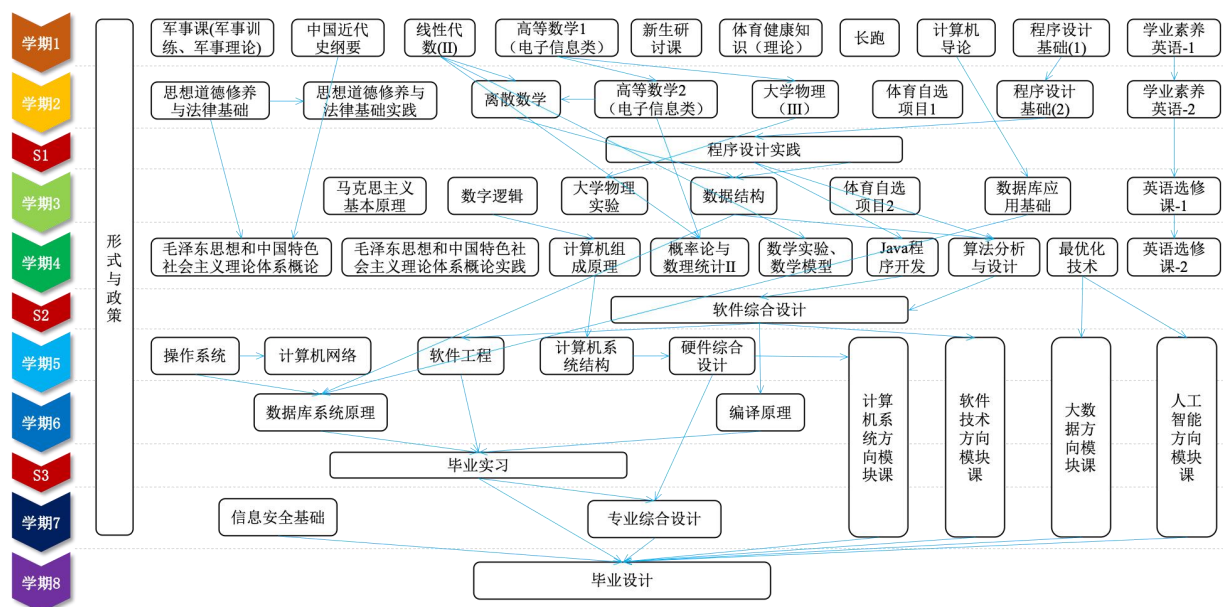 学期1
军事课(军事训
练、军事理论)
中国近代
史纲要
线性代
数(II)
高等数学1
（电子信息类）
新生研
讨课
体育健康知
识（理论）
长跑
计算机
导论
程序设计
基础(1)
学业素养
英语-1
学期2
思想道德修养
与法律基础
思想道德修养与
法律基础实践
离散数学
高等数学2
（电子信息类）
大学物理
（III）
体育自选
项目1
程序设计
基础(2)
学业素养
英语-2
S1
程序设计实践
学期3
马克思主义
基本原理
数字逻辑
大学物理
实验
数据结构
体育自选
项目2
数据库应
用基础
英语选修
课-1
形式与政策
学期4
毛泽东思想和中国特色
社会主义理论体系概论
毛泽东思想和中国特色社
会主义理论体系概论实践
计算机组
成原理
概率论与
数理统计II
数学实验、
数学模型
Java程
序开发
算法分析
与设计
最优化
技术
英语选修
课-2
S2
软件综合设计
学期5
操作系统
计算机网络
软件工程
计算机系
统结构
硬件综合
设计
计算
机系
统方
向模
块课
软件
技术
方向
模块
课
大数
据方
向模
块课
人工
智能
方向
模块
课
学期6
数据库系统原理
编译原理
S3
毕业实习
学期7
信息安全基础
专业综合设计
学期8
毕业设计